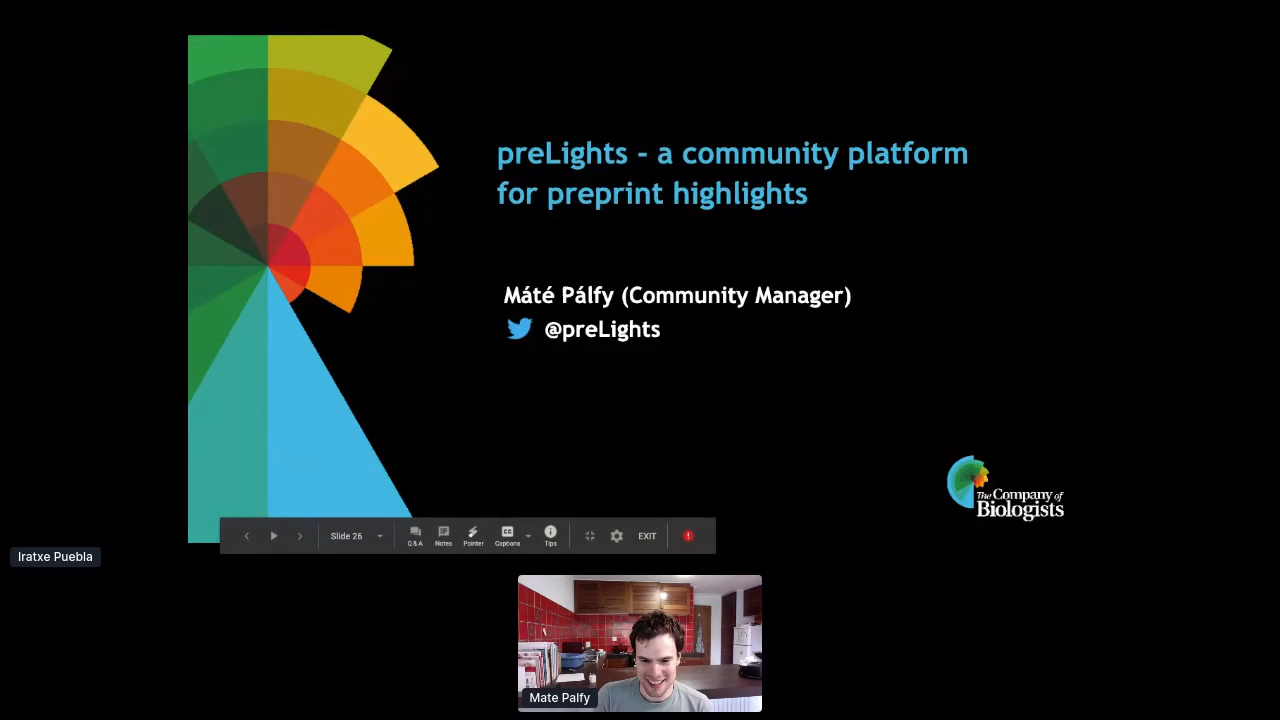 preLights - a community platform
for preprint highlights
Máté Pálfy (Community Manager)
@preLights
The Company of
Biologists
Slide 26
Q & A
Notes
Pointer
CC
Captions
Tips
EXIT
Iratxe Puebla
Mate Palfy